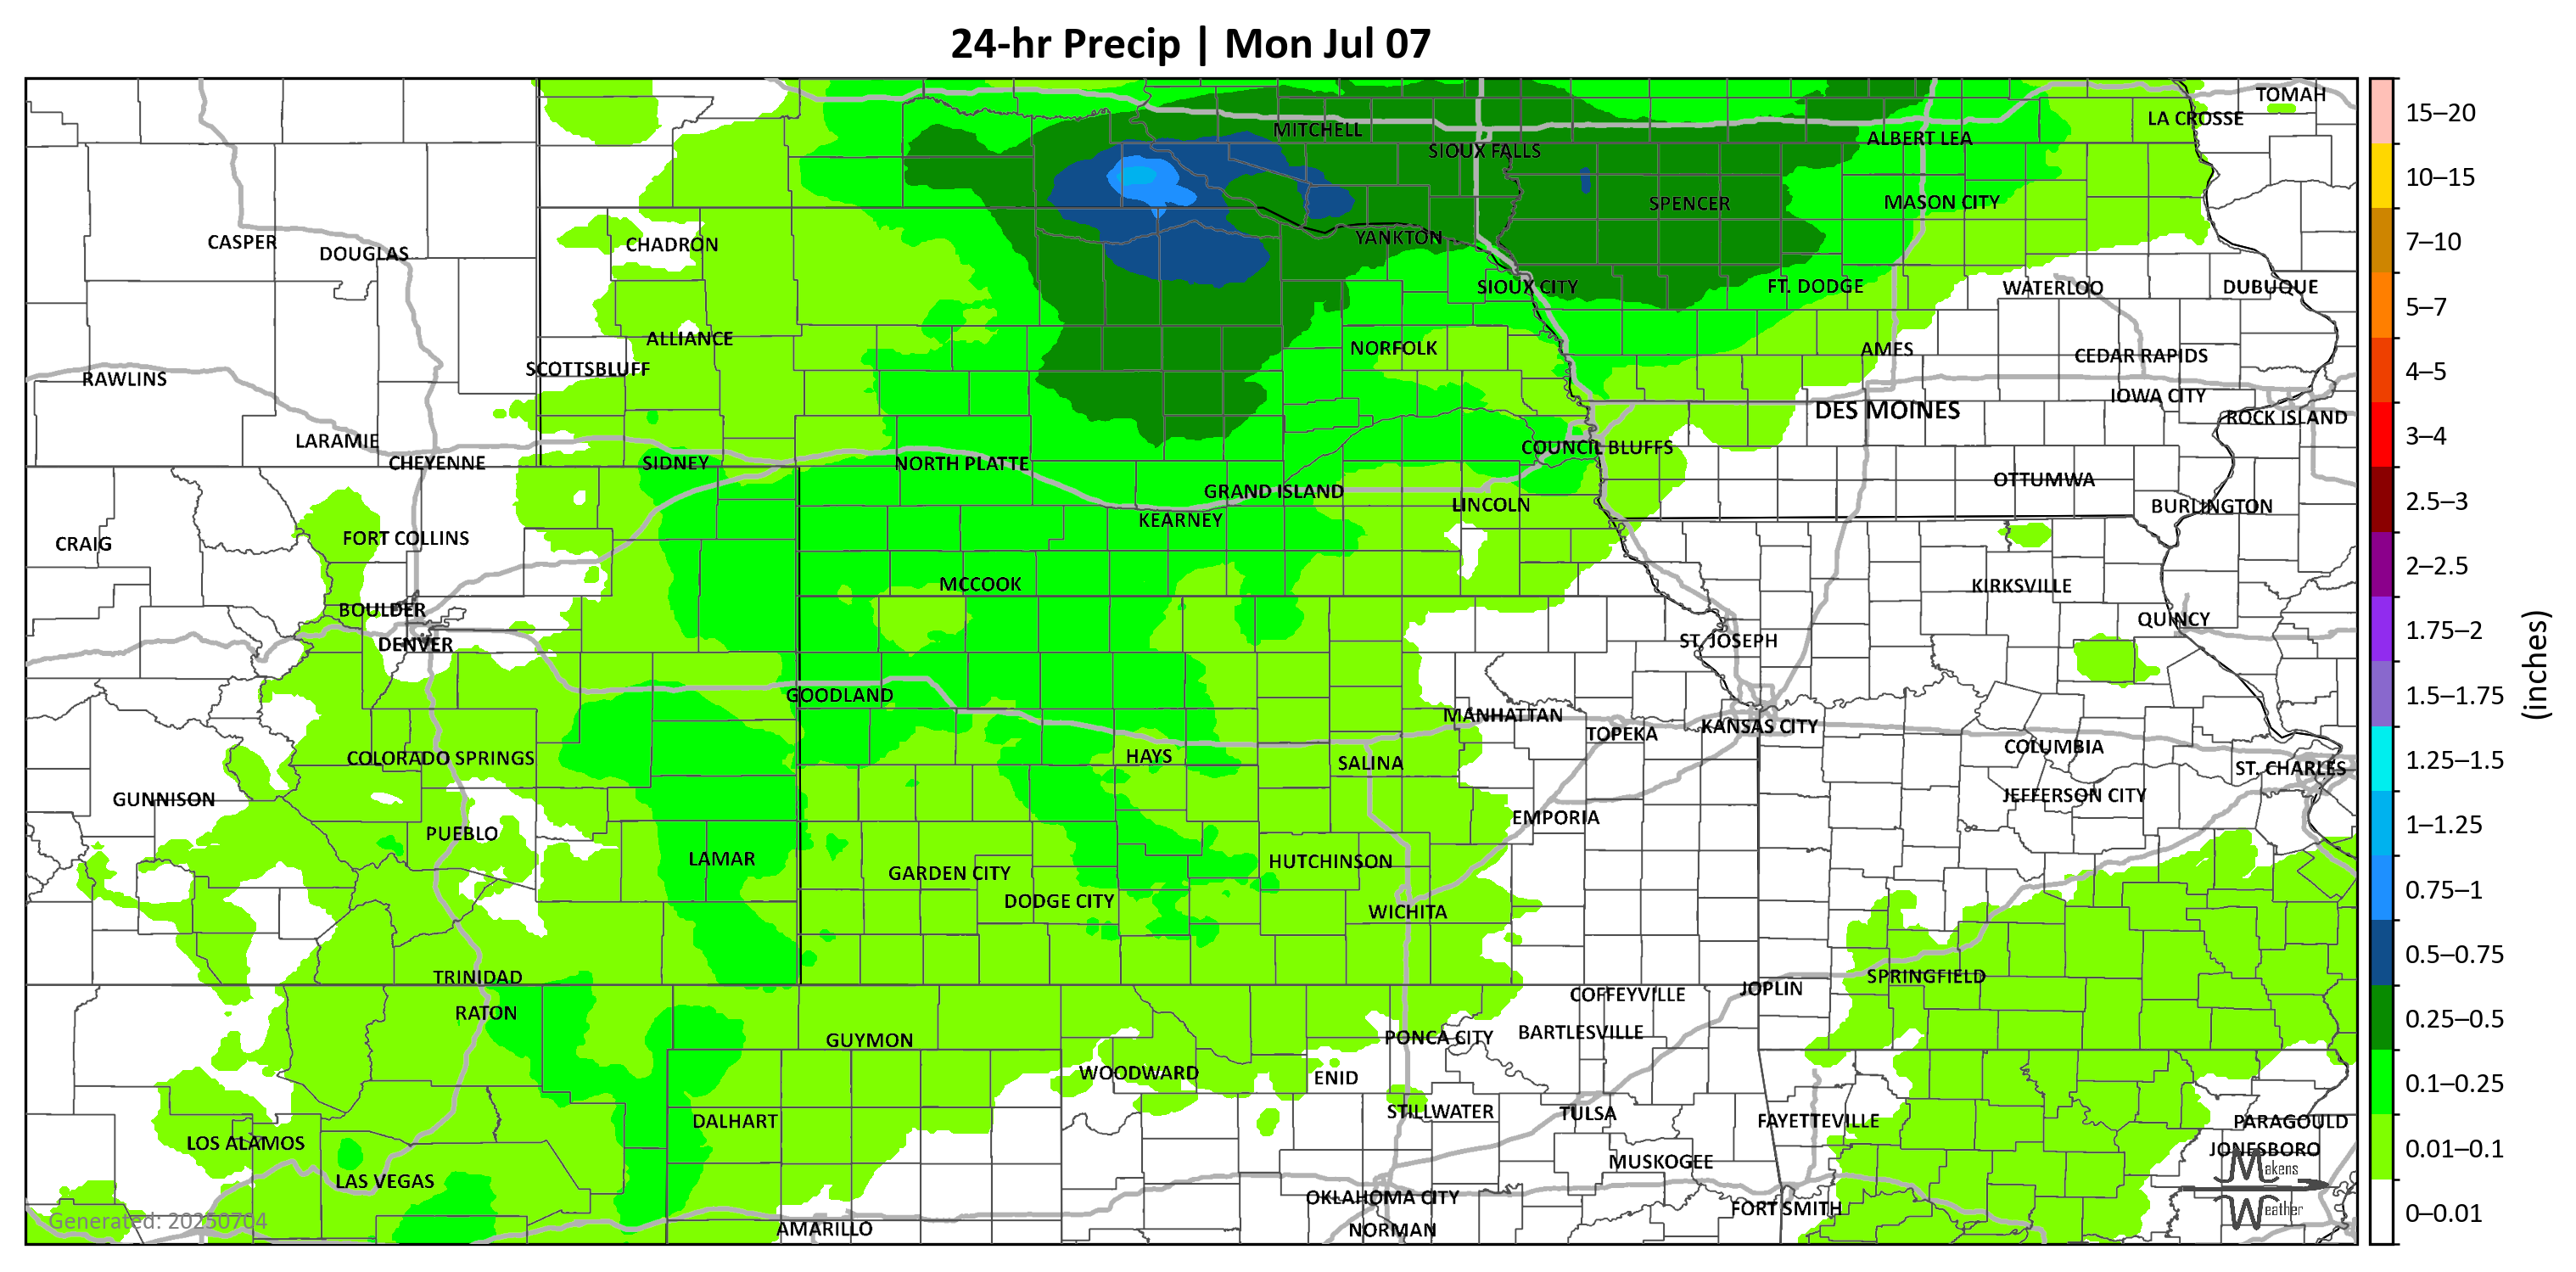 24-hr Precip | Mon Jul 07
TOMAH
LA CROSSE
MITCHELL
ALBERT LEA
SIOUX FALLS
SPENCER
MASON CITY
YANKTON
CASPER
CHADRON
DOUGLAS
SIOUX CITY
FT. DODGE
WATERLOO
DUBUQUE
ALLIANCE
NORFOLK
AMES
CEDAR RAPIDS
SCOTTSBLUFF
RAWLINS
IOWA CITY
DES MOINES
ROCK ISLAND
LARAMIE
COUNCIL BLUFFS
CHEYENNE
SIDNEY
NORTH PLATTE
OTTUMWA
GRAND ISLAND
LINCOLN
BURLINGTON
KEARNEY
FORT COLLINS
CRAIG
MCCOOK
KIRKSVILLE
BOULDER
QUINCY
DENVER
ST. JOSEPH
GOODLAND
MANHATTAN
KANSAS CITY
TOPEKA
COLUMBIA
COLORADO SPRINGS
HAYS
SALINA
ST. CHARLES
GUNNISON
JEFFERSON CITY
EMPORIA
PUEBLO
LAMAR
HUTCHINSON
GARDEN CITY
DODGE CITY
WICHITA
TRINIDAD
SPRINGFIELD
JOPLIN
COFFEYVILLE
RATON
BARTLESVILLE
GUYMON
PONCA CITY
WOODWARD
ENID
STILLWATER
TULSA
DALHART
FAYETTEVILLE
PARAGOULD
LOS ALAMOS
JONESBORO
MUSKOGEE
LAS VEGAS
OKLAHOMA CITY
FORT SMITH
AMARILLO
NORMAN
Generated: 20250704
Makens
Weather
15–20
10–15
7–10
5–7
4–5
3–4
2.5–3
2–2.5
1.75–2
1.5–1.75
1.25–1.5
1–1.25
0.75–1
0.5–0.75
0.25–0.5
0.1–0.25
0.01–0.1
0–0.01
(inches)